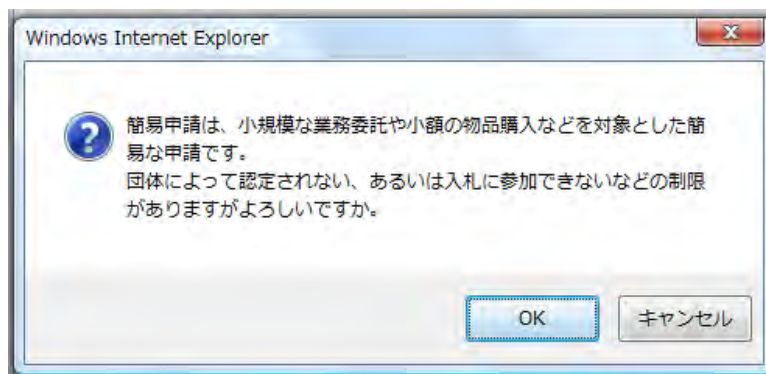 Windows Internet Explorer
簡易申請は、小規模な業務委託や小額の物品購入などを対象とした簡
易な申請です。
団体によって認定されない、あるいは入札に参加できないなどの制限
がありますがよろしいですか。
OK
キャンセル